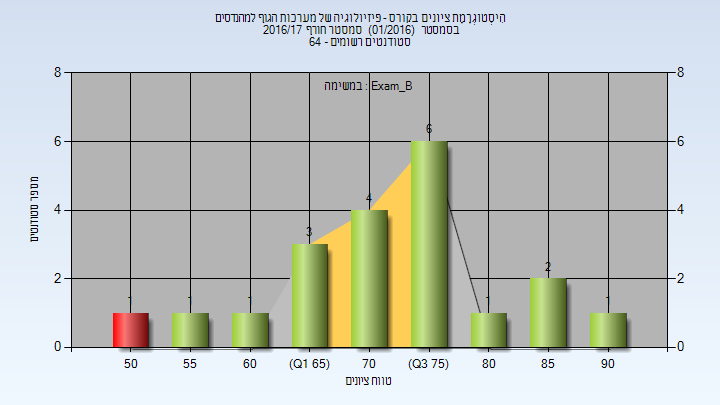 הִיסְטוֹגְרָמַת ציונים בקורס - פיזיולוגיה של מערכות הגוף למהנדסים
בסמסטר (01/2016) סמסטר חורף 2016/17
סטודנטים רשומים - 64
במשימה : Exam_B
מספר סטודנטים
8 8
6 6
4 4
2 2
0 0
1 1 1 3 4 6 1 2 1
50 55 60 (Q1 65) 70 (Q3 75) 80 85 90
טווח ציונים